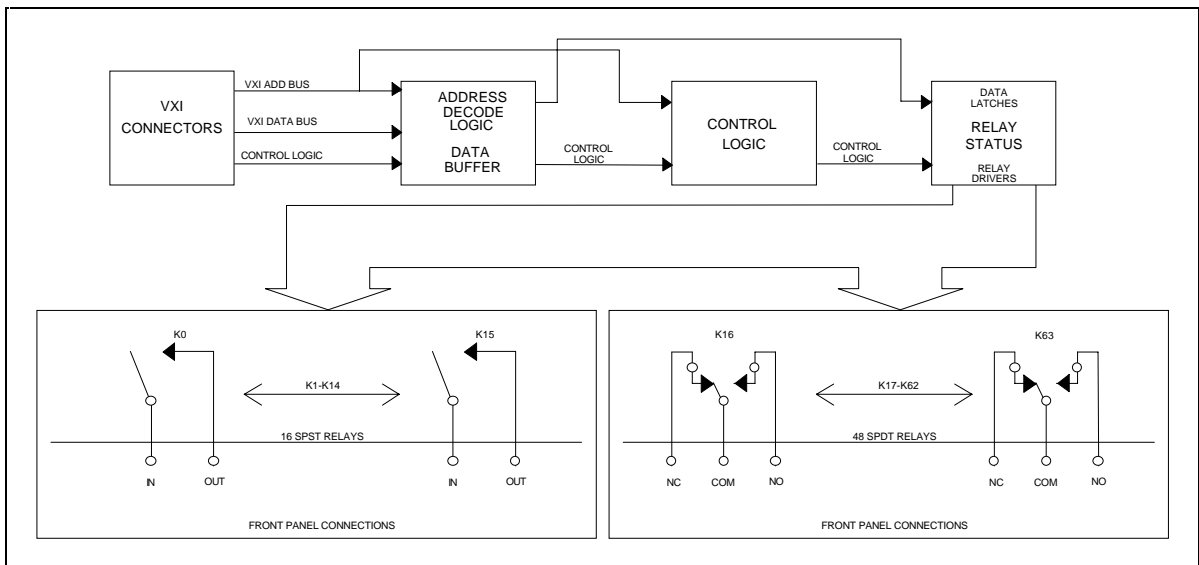 VXI
CONNECTORS
VXI ADD BUS
VXI DATA BUS
CONTROL LOGIC
ADDRESS
DECODE
LOGIC
DATA
BUFFER
CONTROL
LOGIC
CONTROL
LOGIC
CONTROL
LOGIC
DATA
LATCHES
RELAY
STATUS
RELAY
DRIVERS
K0
K15
K1-K14
16 SPST RELAYS
IN
OUT
IN
OUT
FRONT PANEL CONNECTIONS
K16
K63
K17-K62
48 SPDT RELAYS
NC
COM
NO
NC
COM
NO
FRONT PANEL CONNECTIONS